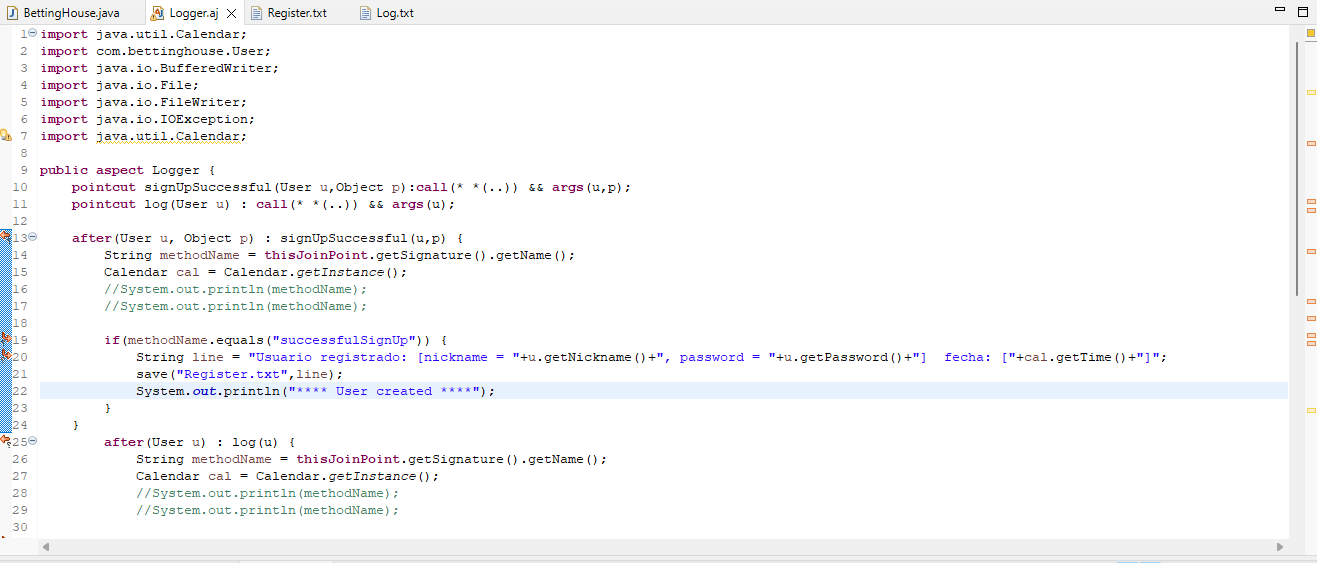 BettingHouse.java Logger.aj Register.txt Log.txt
1 import java.util.Calendar;
2 import com.bettinghouse.User;
3 import java.io.BufferedWriter;
4 import java.io.File;
5 import java.io.FileWriter;
6 import java.io.IOException;
7 import java.util.Calendar;
8
9 public aspect Logger {
10 pointcut signUpSuccessful(User u,Object p):call(* *(..)) && args(u,p);
11 pointcut log(User u) : call(* *(..)) && args(u);
12
13 after(User u, Object p) : signUpSuccessful(u,p) {
14 String methodName = thisJoinPoint.getSignature().getName();
15 Calendar cal = Calendar.getInstance();
16 //System.out.println(methodName);
17 //System.out.println(methodName);
18
19 if(methodName.equals("successfulSignUp")) {
20 String line = "Usuario registrado: [nickname = "+u.getNickname()+", password = "+u.getPassword()+"]  fecha: ["+cal.getTime()+"]";
21 save("Register.txt",line);
22 System.out.println("**** User created ****");
23 }
24 }
25 after(User u) : log(u) {
26 String methodName = thisJoinPoint.getSignature().getName();
27 Calendar cal = Calendar.getInstance();
28 //System.out.println(methodName);
29 //System.out.println(methodName);
30